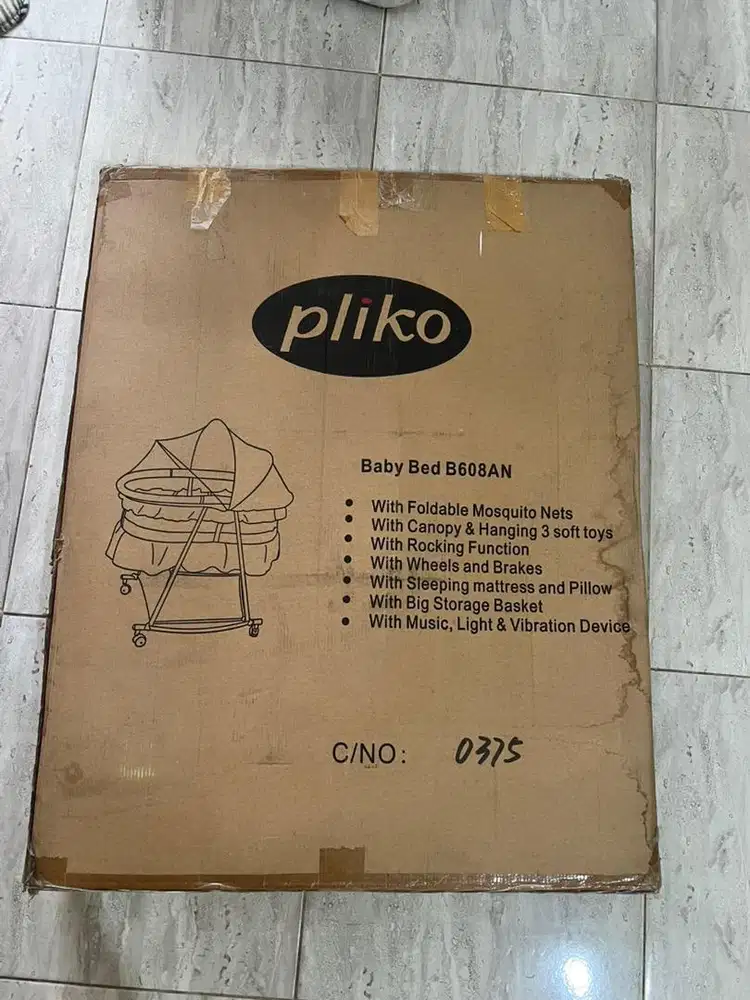 pliko
Baby Bed B608AN
• With Foldable Mosquito Nets
• With Canopy & Hanging 3 soft toys
• With Rocking Function
• With Wheels and Brakes
• With Sleeping mattress and Pillow
• With Big Storage Basket
• With Music, Light & Vibration Device
C/NO: 0375